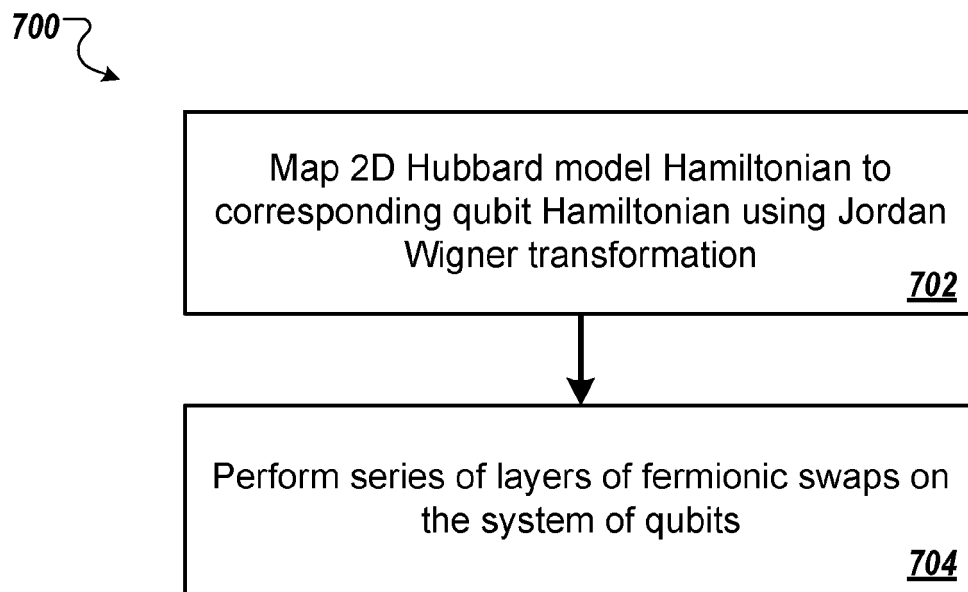 700
Map 2D Hubbard model Hamiltonian to
corresponding qubit Hamiltonian using Jordan
Wigner transformation
702
Perform series of layers of fermionic swaps on
the system of qubits
704